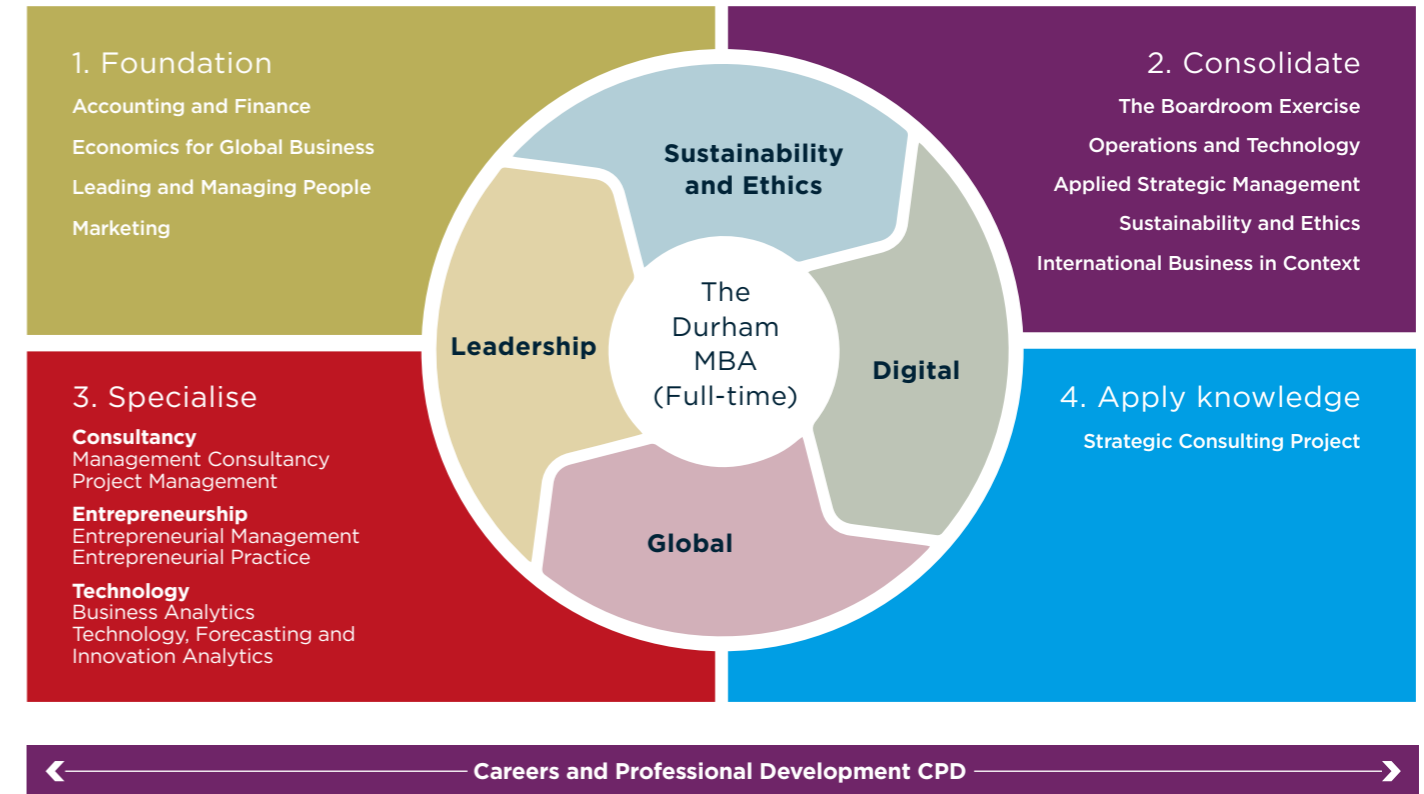 1. Foundation
Accounting and Finance
Economics for Global Business
Leading and Managing People
Marketing
2. Consolidate
The Boardroom Exercise
Operations and Technology
Applied Strategic Management
Sustainability and Ethics
International Business in Context
Sustainability
and Ethics
Leadership
The
Durham
MBA
(Full-time)
Digital
Global
3. Specialise
Consultancy
Management Consultancy
Project Management
Entrepreneurship
Entrepreneurial Management
Entrepreneurial Practice
Technology
Business Analytics
Technology, Forecasting and
Innovation Analytics
4. Apply knowledge
Strategic Consulting Project
Careers and Professional Development CPD